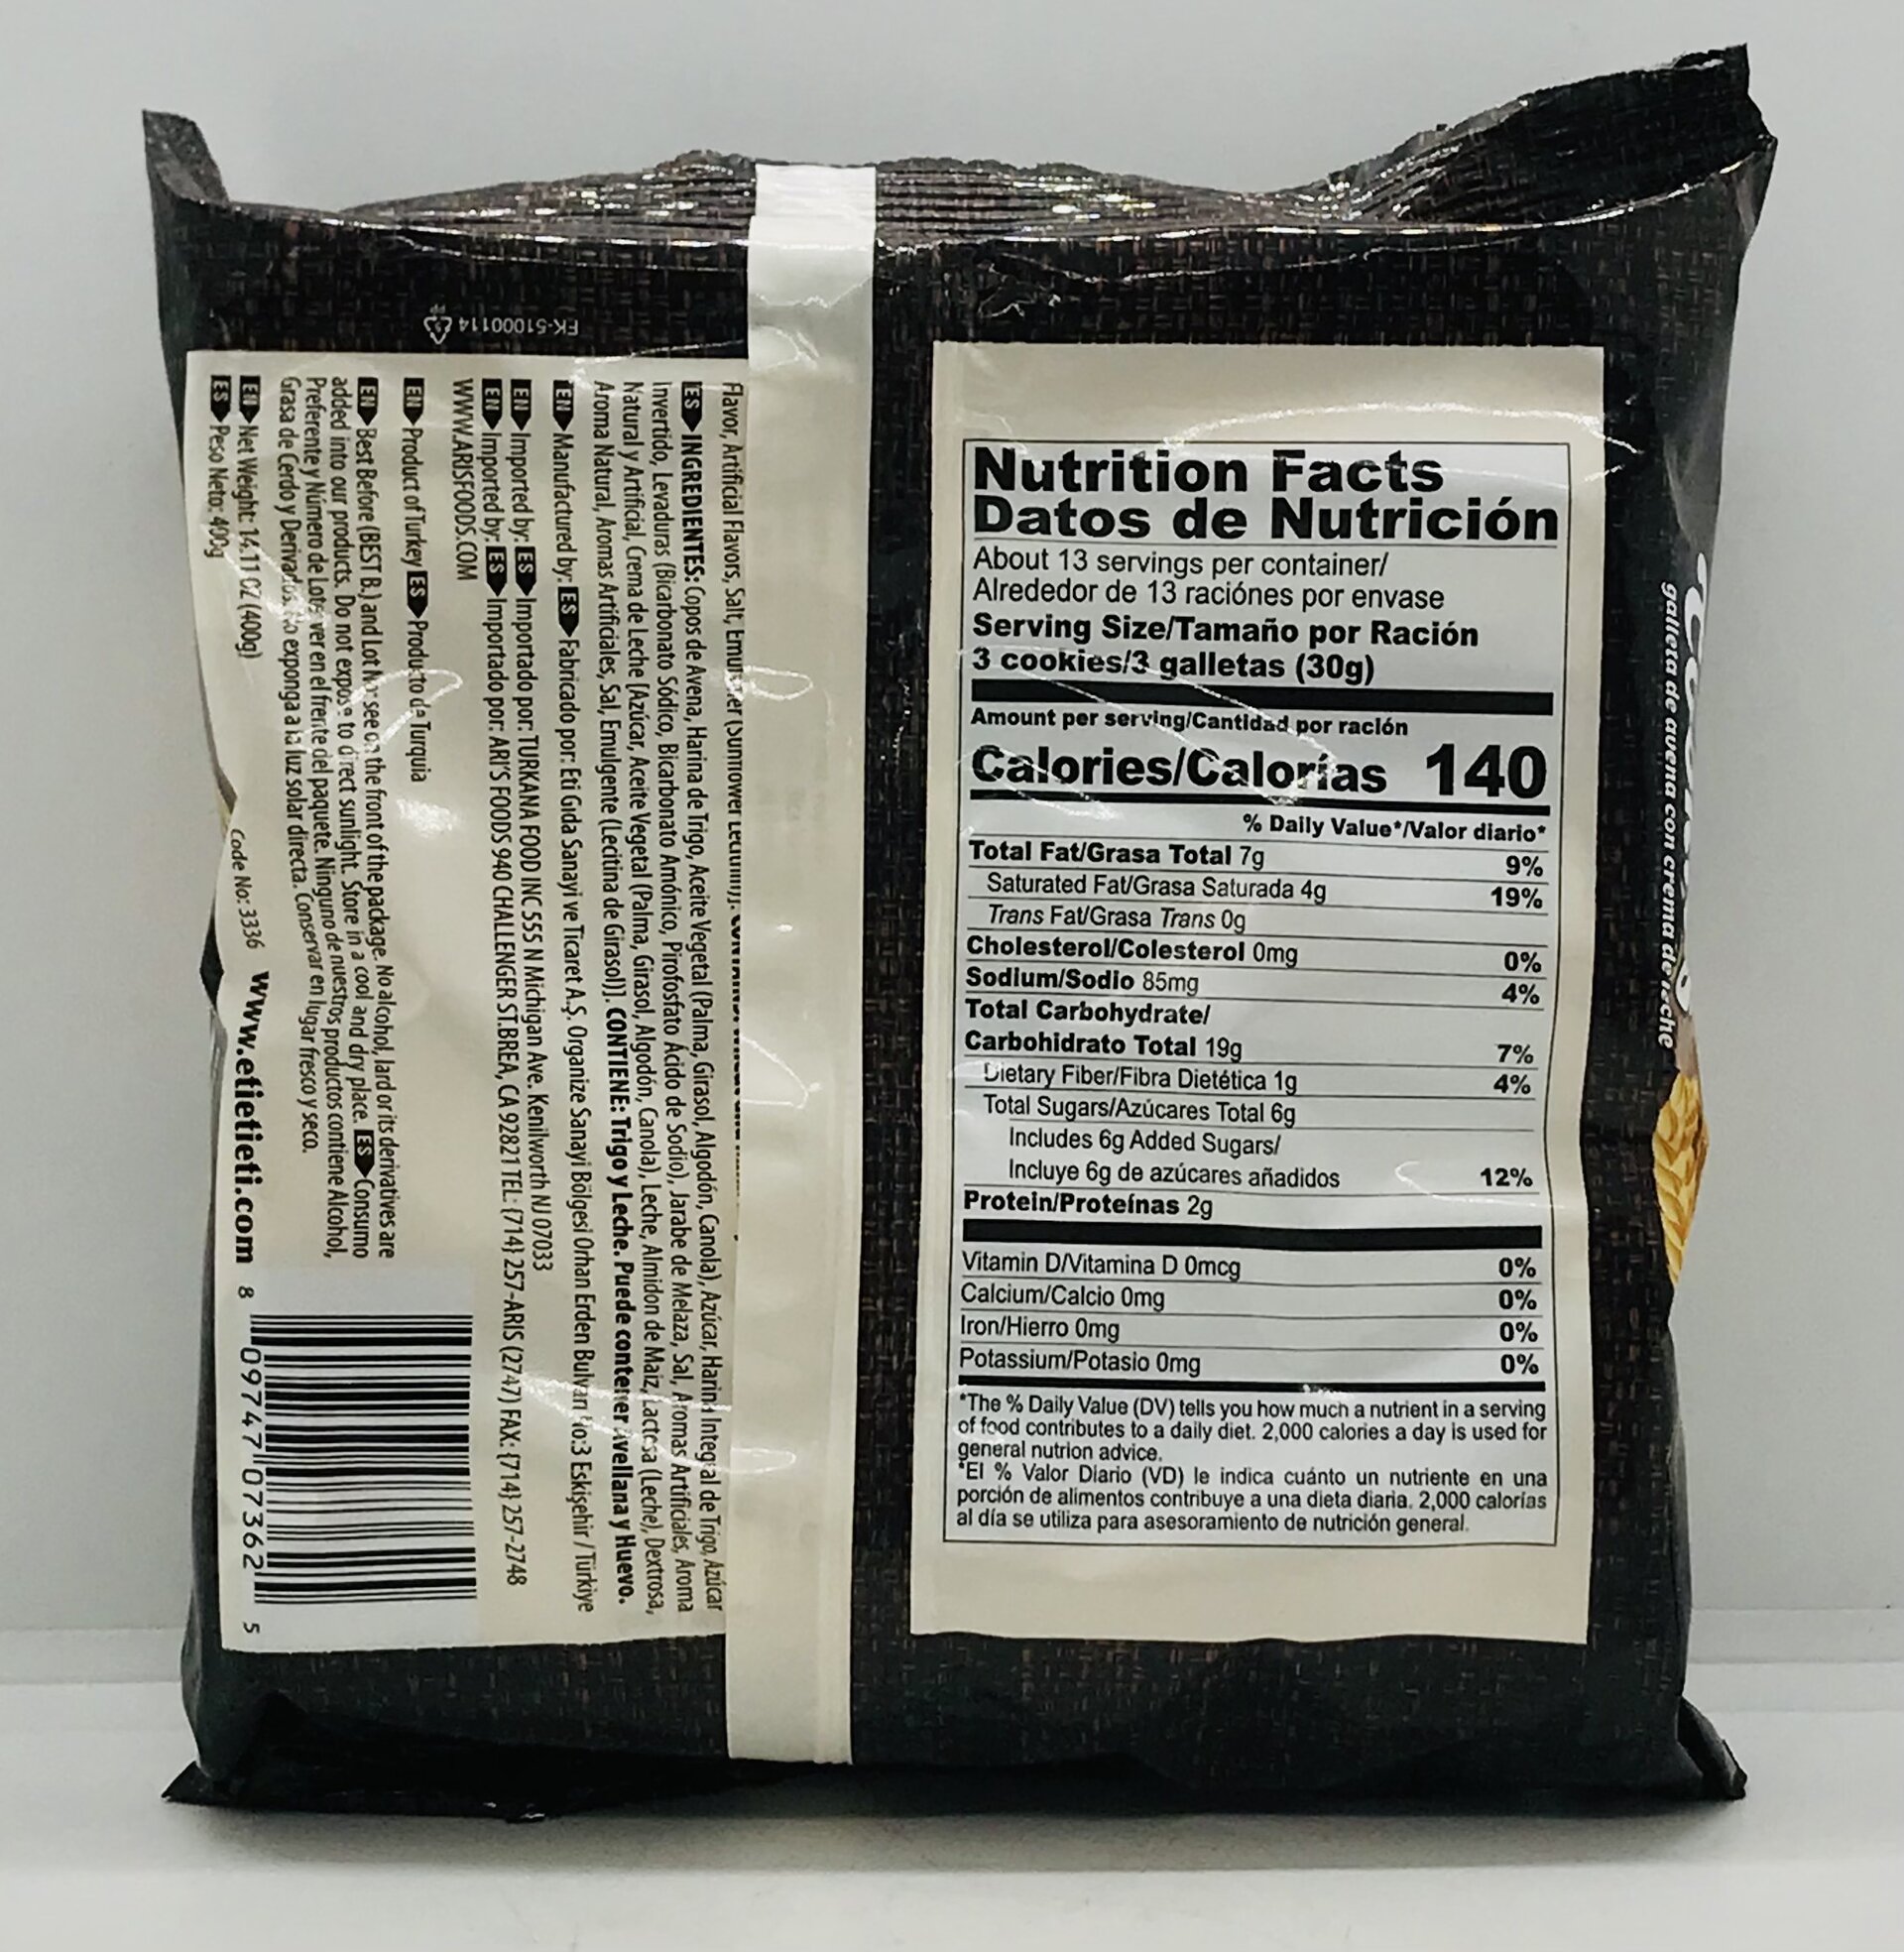 Nutrition Facts
Datos de Nutrición
About 13 servings per container/
Alrededor de 13 raciónes por envase
Serving Size/Tamaño por Ración
3 cookies/3 galletas (30g)
Amount per serving/Cantidad por ración
Calories/Calorías 140
% Daily Value*/Valor diario*
Total Fat/Grasa Total 7g 9%
Saturated Fat/Grasa Saturada 4g 19%
Trans Fat/Grasa Trans 0g
Cholesterol/Colesterol 0mg 0%
Sodium/Sodio 85mg 4%
Total Carbohydrate/
Carbohidrato Total 19g 7%
Dietary Fiber/Fibra Dietética 1g 4%
Total Sugars/Azúcares Total 6g
Includes 6g Added Sugars/
Incluye 6g de azúcares añadidos 12%
Protein/Proteínas 2g
Vitamin D/Vitamina D 0mcg 0%
Calcium/Calcio 0mg 0%
Iron/Hierro 0mg 0%
Potassium/Potasio 0mg 0%
*The % Daily Value (DV) tells you how much a nutrient in a serving
of food contributes to a daily diet. 2,000 calories a day is used for
general nutrion advice.
*El % Valor Diario (VD) le indica cuánto un nutriente en una
porción de alimentos contribuye a una dieta diaria. 2,000 calorías
al día se utiliza para asesoramiento de nutrición general.
galleta de avena con crema de leche
Flavor, Artificial Flavors, Salt, Emulsifier (Sunflower Lecithin)].
ES INGREDIENTES: Copos de Avena, Harina de Trigo, Aceite Vegetal (Palma, Girasol, Algodón, Canola), Azúcar, Harina Integral de Trigo, Azúcar
Invertido, Levaduras (Bicarbonato Sódico, Bicarbonato Amónico, Pirofosfato Ácido de Sodio), Jarabe de Melaza, Sal, Aromas Artificiales, Aroma
Natural y Artificial, Crema de Leche [Azúcar, Aceite Vegetal (Palma, Girasol, Algodón, Canola), Leche, Almidon de Maiz, Lactosa (Leche), Dextrosa,
Aroma Natural, Aromas Artificiales, Sal, Emulgente (Lecitina de Girasol)]. CONTIENE: Trigo y Leche. Puede contener Avellana y Huevo.
EN Manufactured by: ES Fabricado por: Eti Gıda Sanayi ve Ticaret A.Ş. Organize Sanayi Bölgesi Orhan Erden Bulvarı No:3 Eskişehir / Türkiye
EN Imported by: ES Importado por: TURKANA FOOD INC 555 N Michigan Ave. Kenilworth NJ 07033
EN Imported by: ES Importado por: ARI'S FOODS 940 CHALLENGER ST.BREA, CA 92821 TEL: (714) 257-ARIS (2747) FAX: (714) 257-2748
WWW.ARISFOODS.COM
EN Product of Turkey ES Producto de Turquia
EN Best Before (BEST B.) and Lot No: see on the front of the package. No alcohol, lard or its derivatives are
added into our products. Do not expose to direct sunlight. Store in a cool and dry place. ES Consumo
Preferente y Número de Lote: ver en el frente del paquete. Ninguno de nuestros productos contiene Alcohol,
Grasa de Cerdo y Derivados. No exponga a la luz solar directa. Conservar en lugar fresco y seco.
EN Net Weight: 14.11 OZ (400g)
ES Peso Neto: 400g
Code No: 3336 www.etietieti.com
8 09747 07362 5
EK-51000114